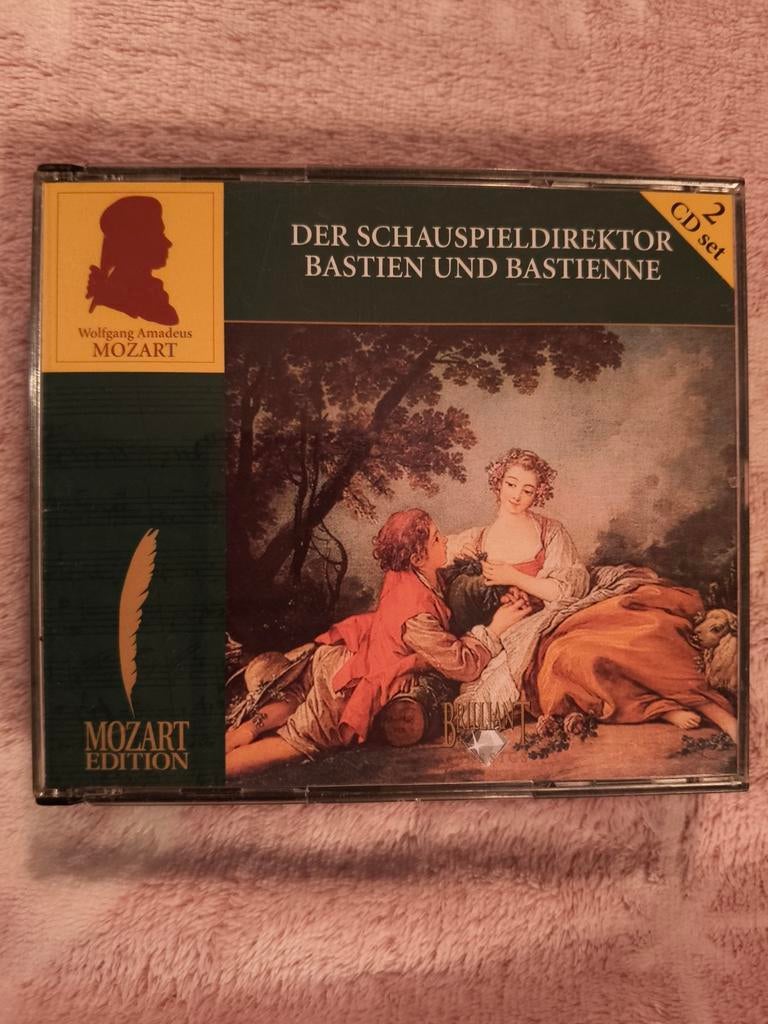 Wolfgang Amadeus
MOZART
DER SCHAUSPIELDIREKTOR
BASTIEN UND BASTIENNE
2
CD set
MOZART
EDITION
BRILLIANT